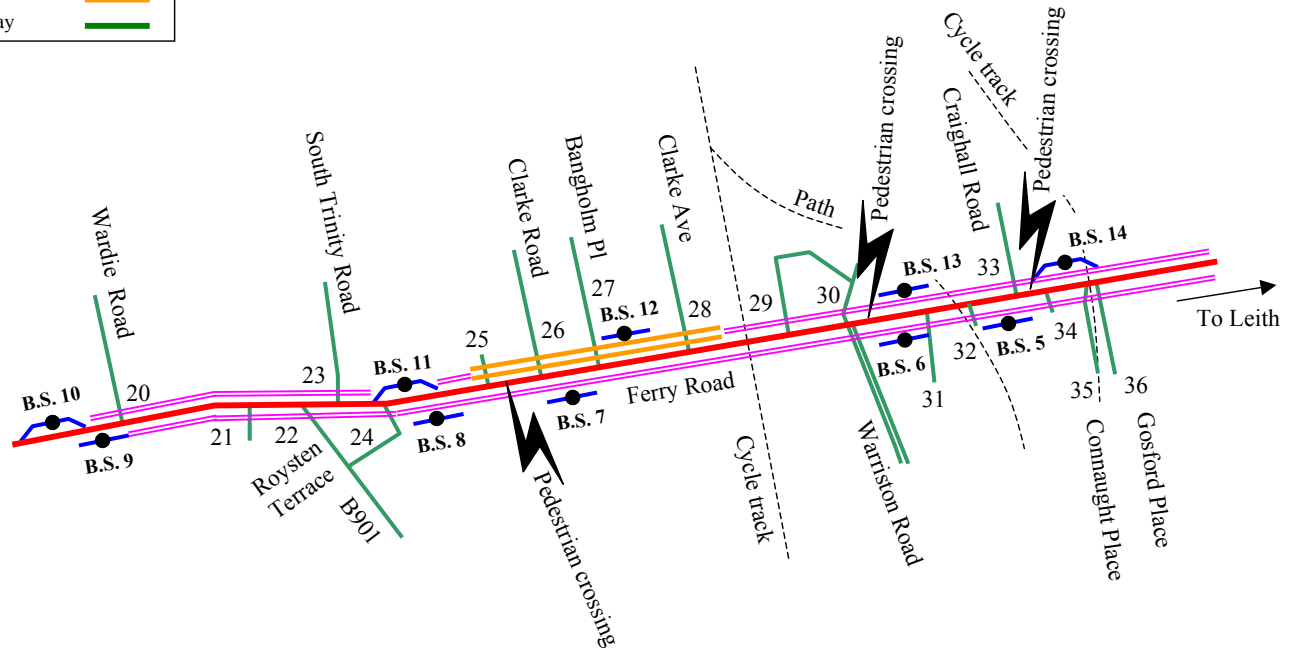 ay
Cycle track
Pedestrian crossing
Pedestrian crossing
Craighall Road
South Trinity Road
Clarke Road
Bangholm Pl
Clarke Ave
Path
Wardie Road
B.S. 10
20
23
B.S. 11
25
26
27
B.S. 12
28
29
30
B.S. 13
33
B.S. 14
To Leith
B.S. 9
21
22
24
B.S. 8
B.S. 7
Ferry Road
B.S. 6
31
32
B.S. 5
34
35
36
Roysten
Terrace
B901
Pedestrian crossing
Cycle track
Warriston Road
Connaught Place
Gosford Place